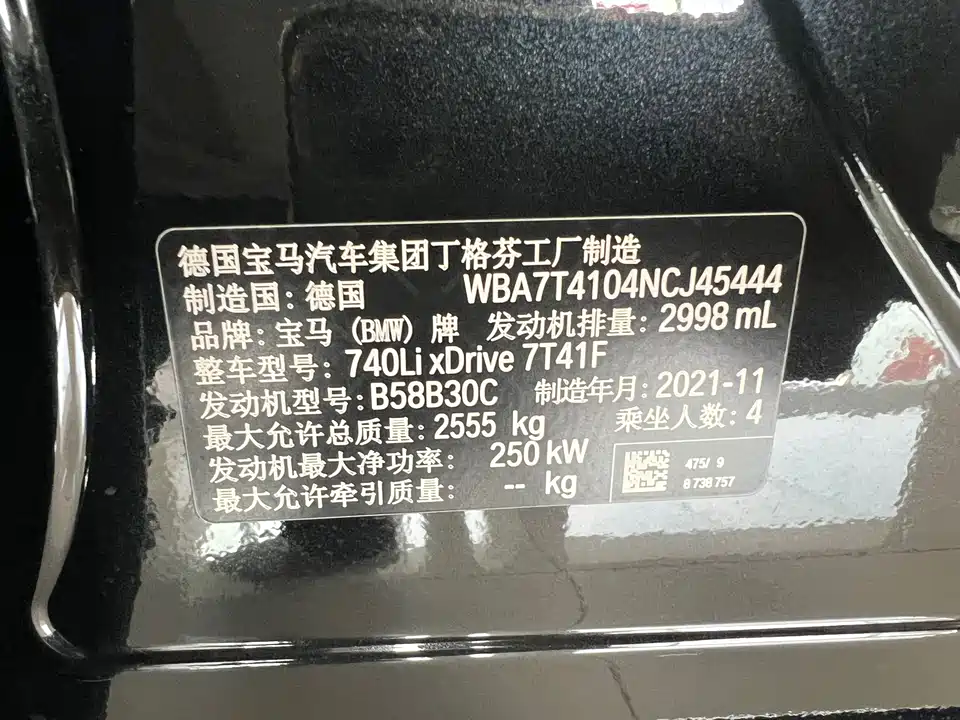 德国宝马汽车集团丁格芬工厂制造
制造国: 德国 WBA7T4104NCJ45444
品牌: 宝马 (BMW) 牌 发动机排量: 2998 mL
整车型号: 740Li xDrive 7T41F
发动机型号: B58B30C 制造年月: 2021-11
最大允许总质量: 2555 kg 乘坐人数: 4
发动机最大净功率: 250 kW
最大允许牵引质量: -- kg
475/ 9
8 738 757